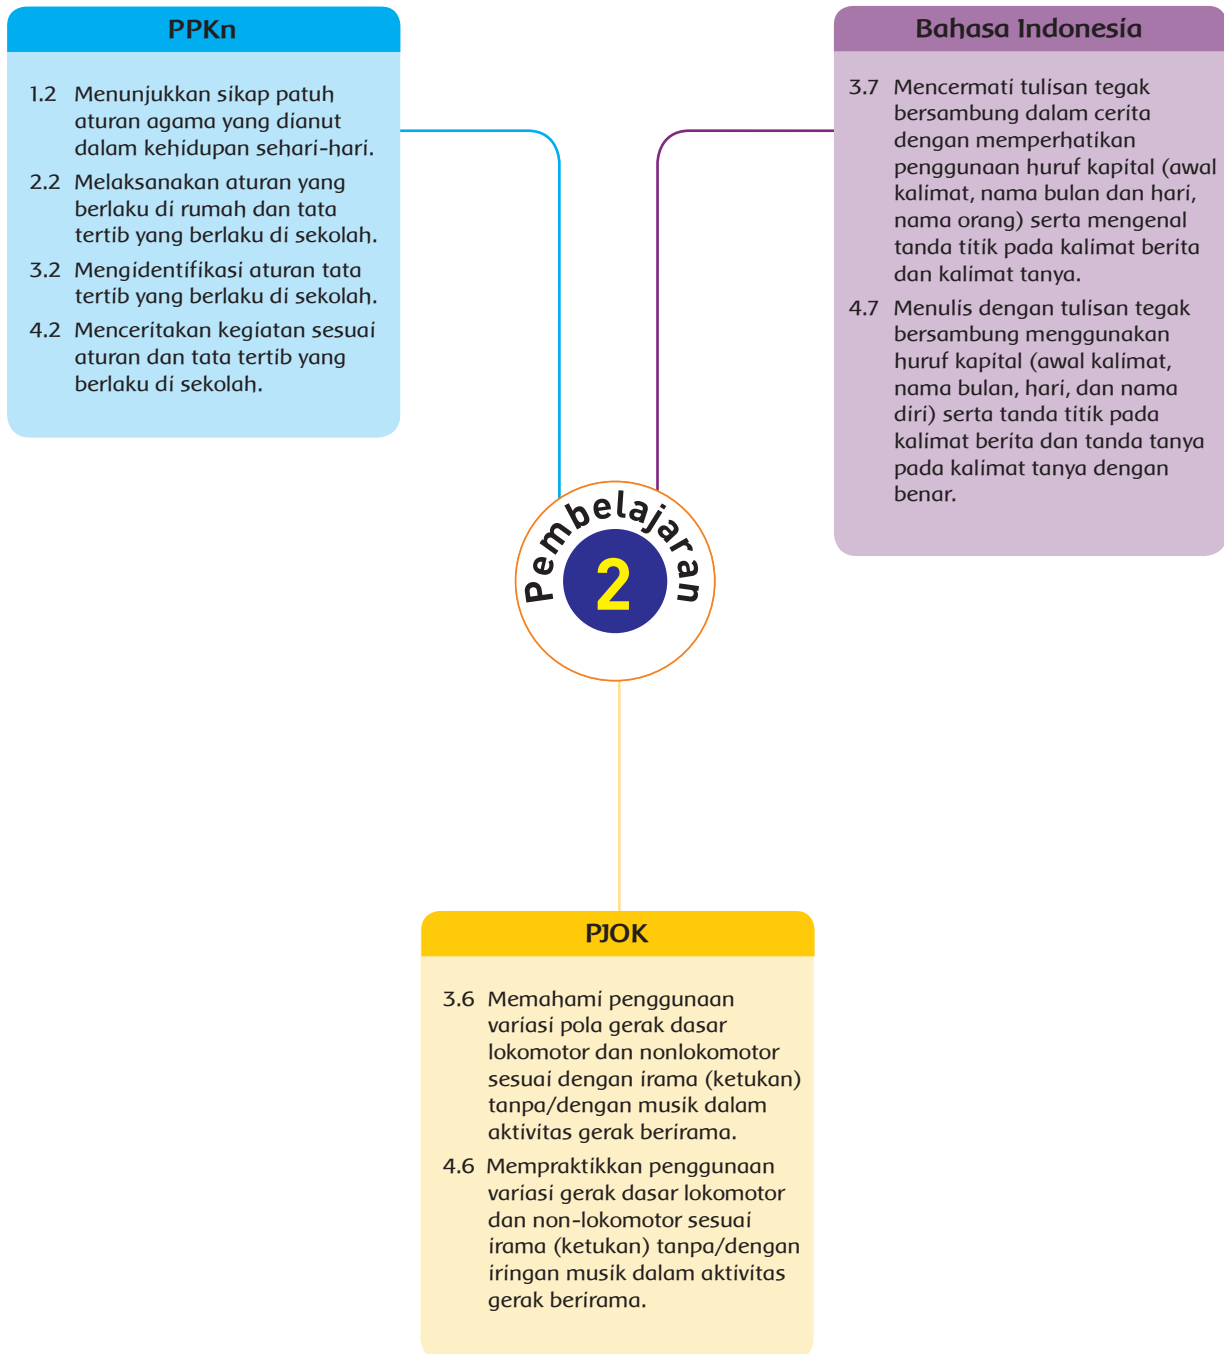 PPKn
1.2 Menunjukkan sikap patuh
aturan agama yang dianut
dalam kehidupan sehari-hari.
2.2 Melaksanakan aturan yang
berlaku di rumah dan tata
tertib yang berlaku di sekolah.
3.2 Mengidentifikasi aturan tata
tertib yang berlaku di sekolah.
4.2 Menceritakan kegiatan sesuai
aturan dan tata tertib yang
berlaku di sekolah.
Bahasa Indonesia
3.7 Mencermati tulisan tegak
bersambung dalam cerita
dengan memperhatikan
penggunaan huruf kapital (awal
kalimat, nama bulan dan hari,
nama orang) serta mengenal
tanda titik pada kalimat berita
dan kalimat tanya.
4.7 Menulis dengan tulisan tegak
bersambung menggunakan
huruf kapital (awal kalimat,
nama bulan, hari, dan nama
diri) serta tanda titik pada
kalimat berita dan tanda tanya
pada kalimat tanya dengan
benar.
Pembelajaran
2
PJOK
3.6 Memahami penggunaan
variasi pola gerak dasar
lokomotor dan nonlokomotor
sesuai dengan irama (ketukan)
tanpa/dengan musik dalam
aktivitas gerak berirama.
4.6 Mempraktikkan penggunaan
variasi gerak dasar lokomotor
dan non-lokomotor sesuai
irama (ketukan) tanpa/dengan
iringan musik dalam aktivitas
gerak berirama.